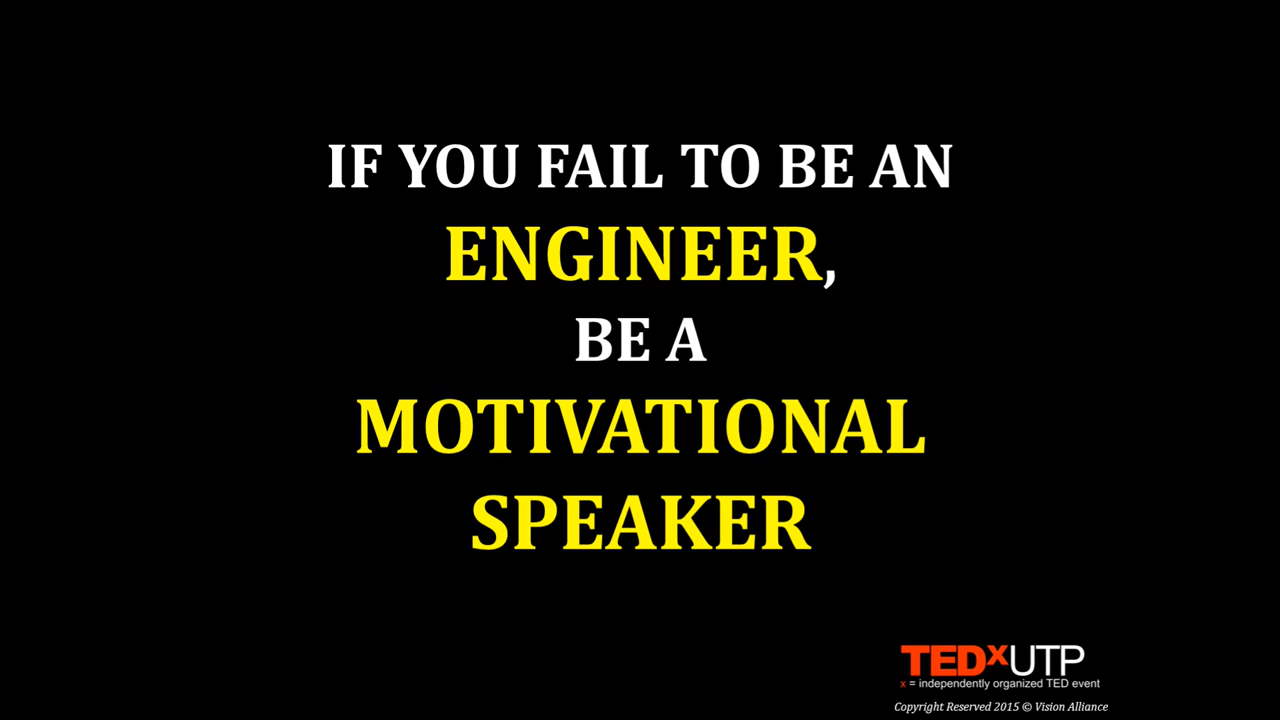 IF YOU FAIL TO BE AN
ENGINEER,
BE A
MOTIVATIONAL
SPEAKER
TEDxUTP
x = independently organized TED event
Copyright Reserved 2015 © Vision Alliance